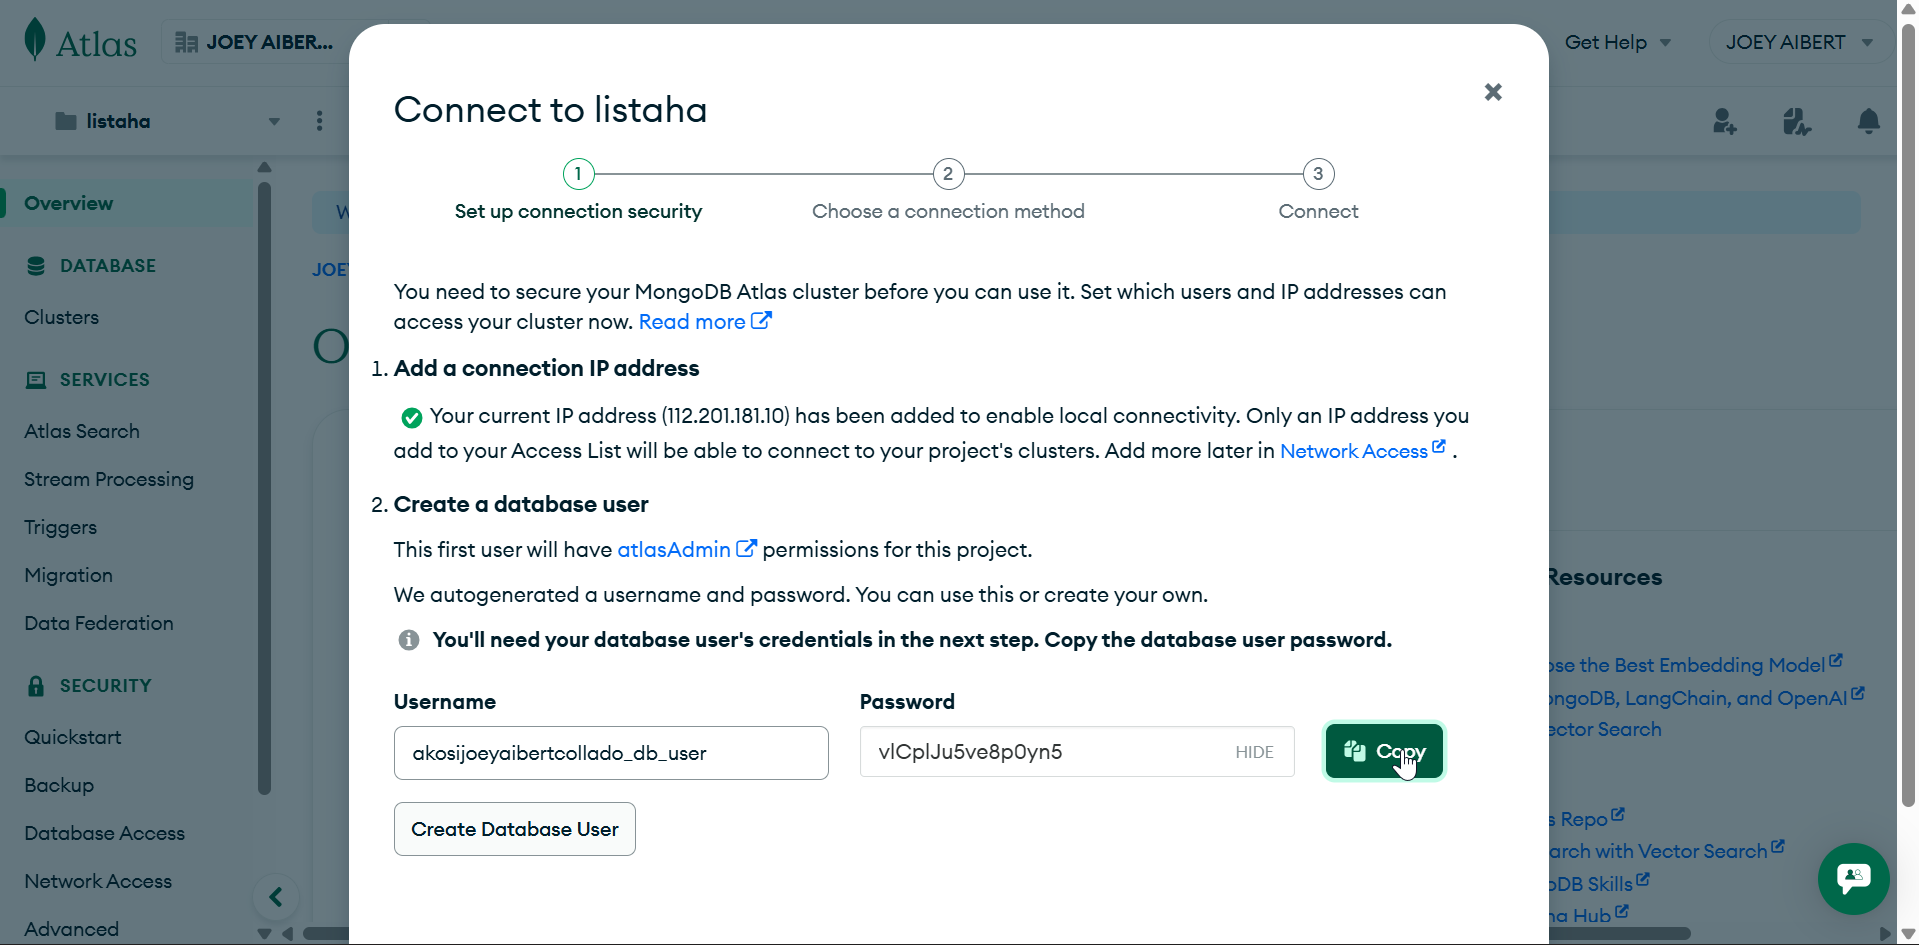 Atlas
JOEY AIBER...
Get Help
JOEY AIBERT
listaha
Overview
DATABASE
Clusters
SERVICES
Atlas Search
Stream Processing
Triggers
Migration
Data Federation
SECURITY
Quickstart
Backup
Database Access
Network Access
Advanced
W
JOE
O
Connect to listaha
1
2
3
Set up connection security
Choose a connection method
Connect
You need to secure your MongoDB Atlas cluster before you can use it. Set which users and IP addresses can
access your cluster now. Read more
1. Add a connection IP address
Your current IP address (112.201.181.10) has been added to enable local connectivity. Only an IP address you
add to your Access List will be able to connect to your project's clusters. Add more later in Network Access .
2. Create a database user
This first user will have atlasAdmin permissions for this project.
We autogenerated a username and password. You can use this or create your own.
You'll need your database user's credentials in the next step. Copy the database user password.
Username
Password
akosijoeyaibertcollado_db_user
HIDE
Copy
Create Database User
Resources
ose the Best Embedding Model
ongoDB, LangChain, and OpenAI
ector Search
s Repo
arch with Vector Search
oDB Skills
na Hub